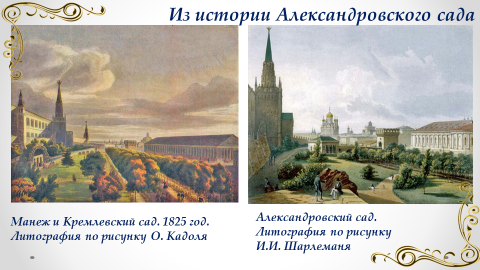 Из истории Александровского сада
Манеж и Кремлевский сад. 1825 год.
Литография по рисунку О. Кадоля
Александровский сад.
Литография по рисунку
И.И. Шарлеманя